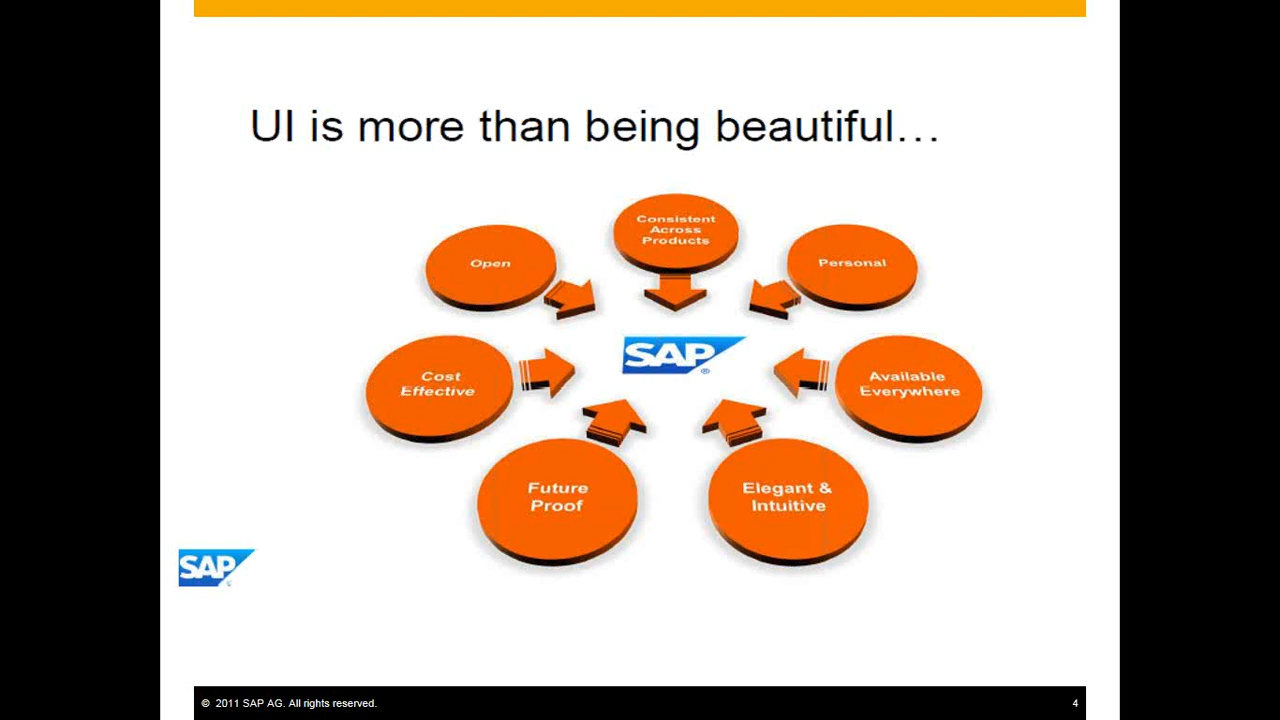 UI is more than being beautiful…
Consistent
Across
Products
Open
Personal
SAP
®
Cost
Effective
Available
Everywhere
Future
Proof
Elegant &
Intuitive
SAP
© 2011 SAP AG. All rights reserved.
4